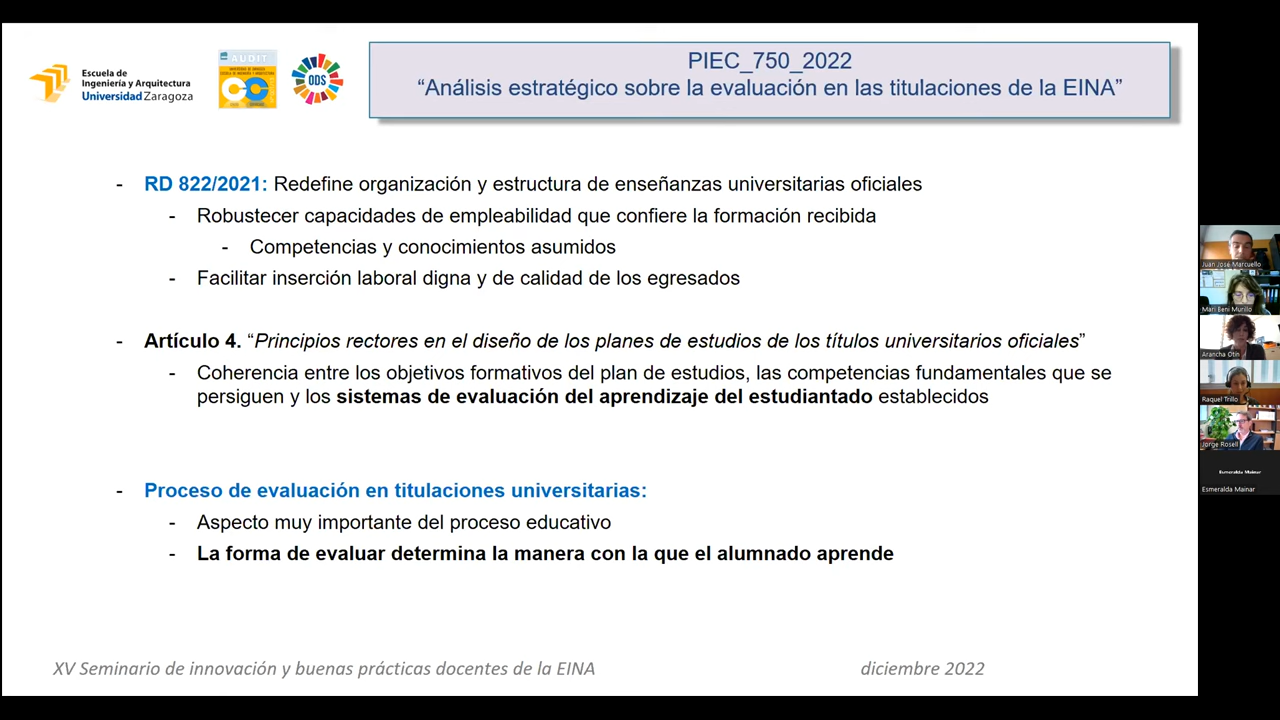 Escuela de
Ingeniería y Arquitectura
Universidad Zaragoza
AUDIT
ODS
PIEC_750_2022
“Análisis estratégico sobre la evaluación en las titulaciones de la EINA”
- RD 822/2021: Redefine organización y estructura de enseñanzas universitarias oficiales
- Robustecer capacidades de empleabilidad que confiere la formación recibida
- Competencias y conocimientos asumidos
- Facilitar inserción laboral digna y de calidad de los egresados
- Artículo 4. “Principios rectores en el diseño de los planes de estudios de los títulos universitarios oficiales”
- Coherencia entre los objetivos formativos del plan de estudios, las competencias fundamentales que se
persiguen y los sistemas de evaluación del aprendizaje del estudiantado establecidos
- Proceso de evaluación en titulaciones universitarias:
- Aspecto muy importante del proceso educativo
- La forma de evaluar determina la manera con la que el alumnado aprende
XV Seminario de innovación y buenas prácticas docentes de la EINA
diciembre 2022
Juan José Marcuello
Mari Beni Murillo
Arancha Otín
Raquel Trillo
Jorge Rosell
Esmeralda Mainar
Esmeralda Mainar